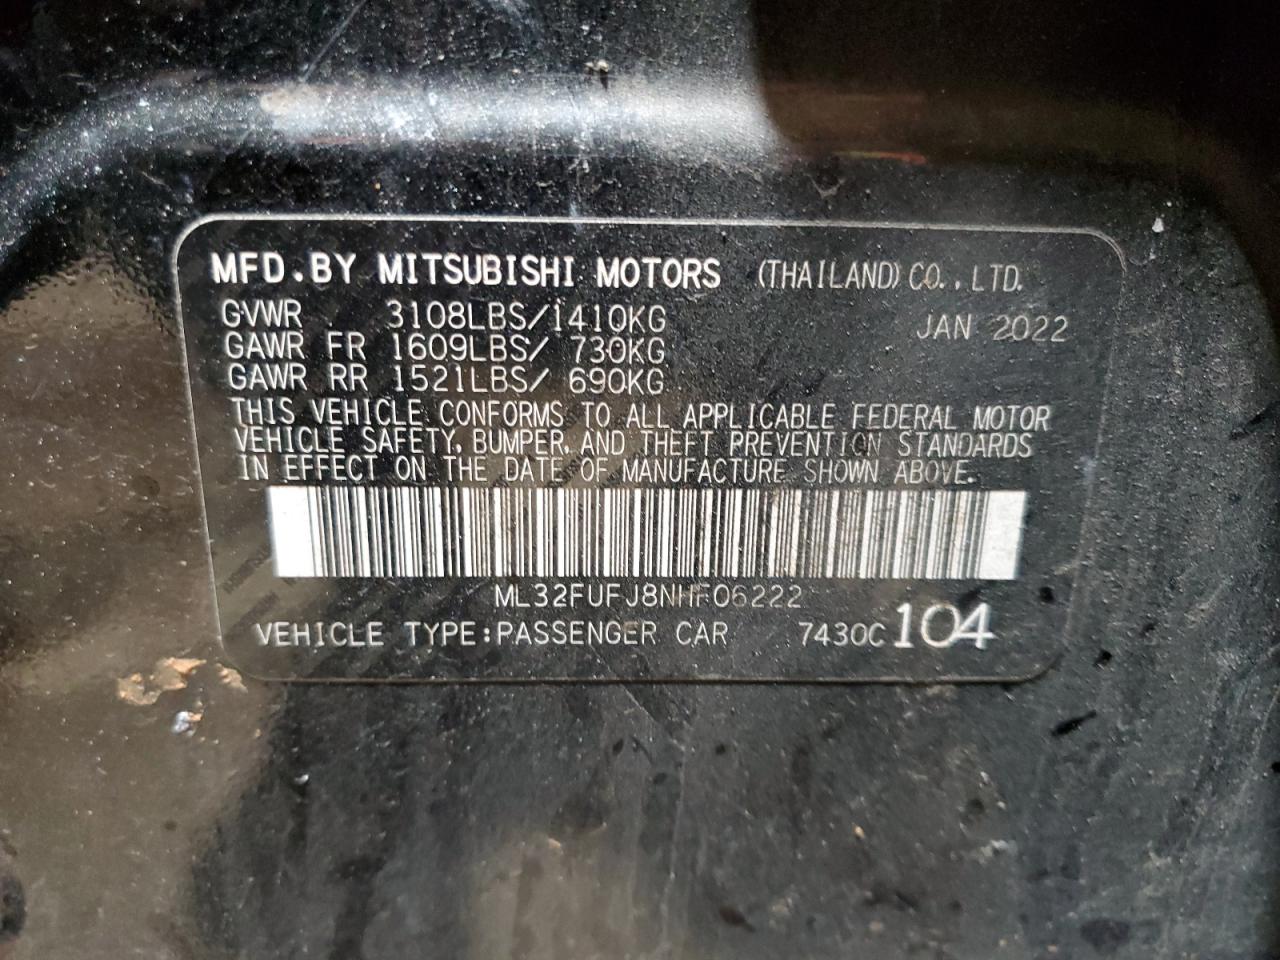 MFD.BY MITSUBISHI MOTORS (THAILAND) CO., LTD.
GVWR 3108LBS/1410KG JAN 2022
GAWR FR 1609LBS/ 730KG
GAWR RR 1521LBS/ 690KG
THIS VEHICLE CONFORMS TO ALL APPLICABLE FEDERAL MOTOR
VEHICLE SAFETY, BUMPER, AND THEFT PREVENTION STANDARDS
IN EFFECT ON THE DATE OF MANUFACTURE SHOWN ABOVE.
ML32FUFJ8NHF06222
VEHICLE TYPE:PASSENGER CAR 7430C 104